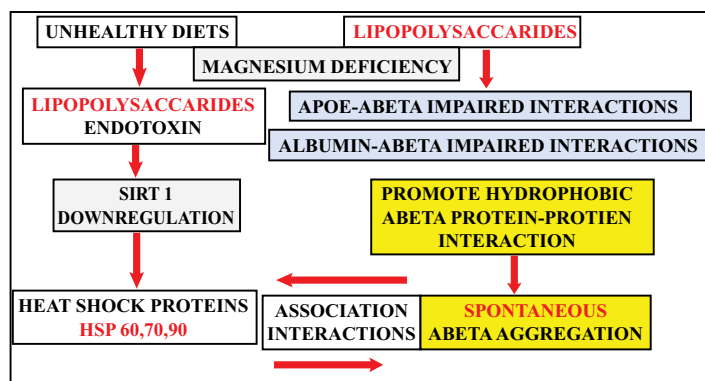 UNHEALTHY DIETS
LIPOPOLYSACCARIDES
MAGNESIUM DEFICIENCY
LIPOPOLYSACCARIDES
ENDOTOXIN
APOE-ABETA IMPAIRED INTERACTIONS
ALBUMIN-ABETA IMPAIRED INTERACTIONS
SIRT 1
DOWNREGULATION
PROMOTE HYDROPHOBIC
ABETA PROTEIN-PROTIEN
INTERACTION
HEAT SHOCK PROTEINS
HSP 60,70,90
ASSOCIATION
INTERACTIONS
SPONTANEOUS
ABETA AGGREGATION